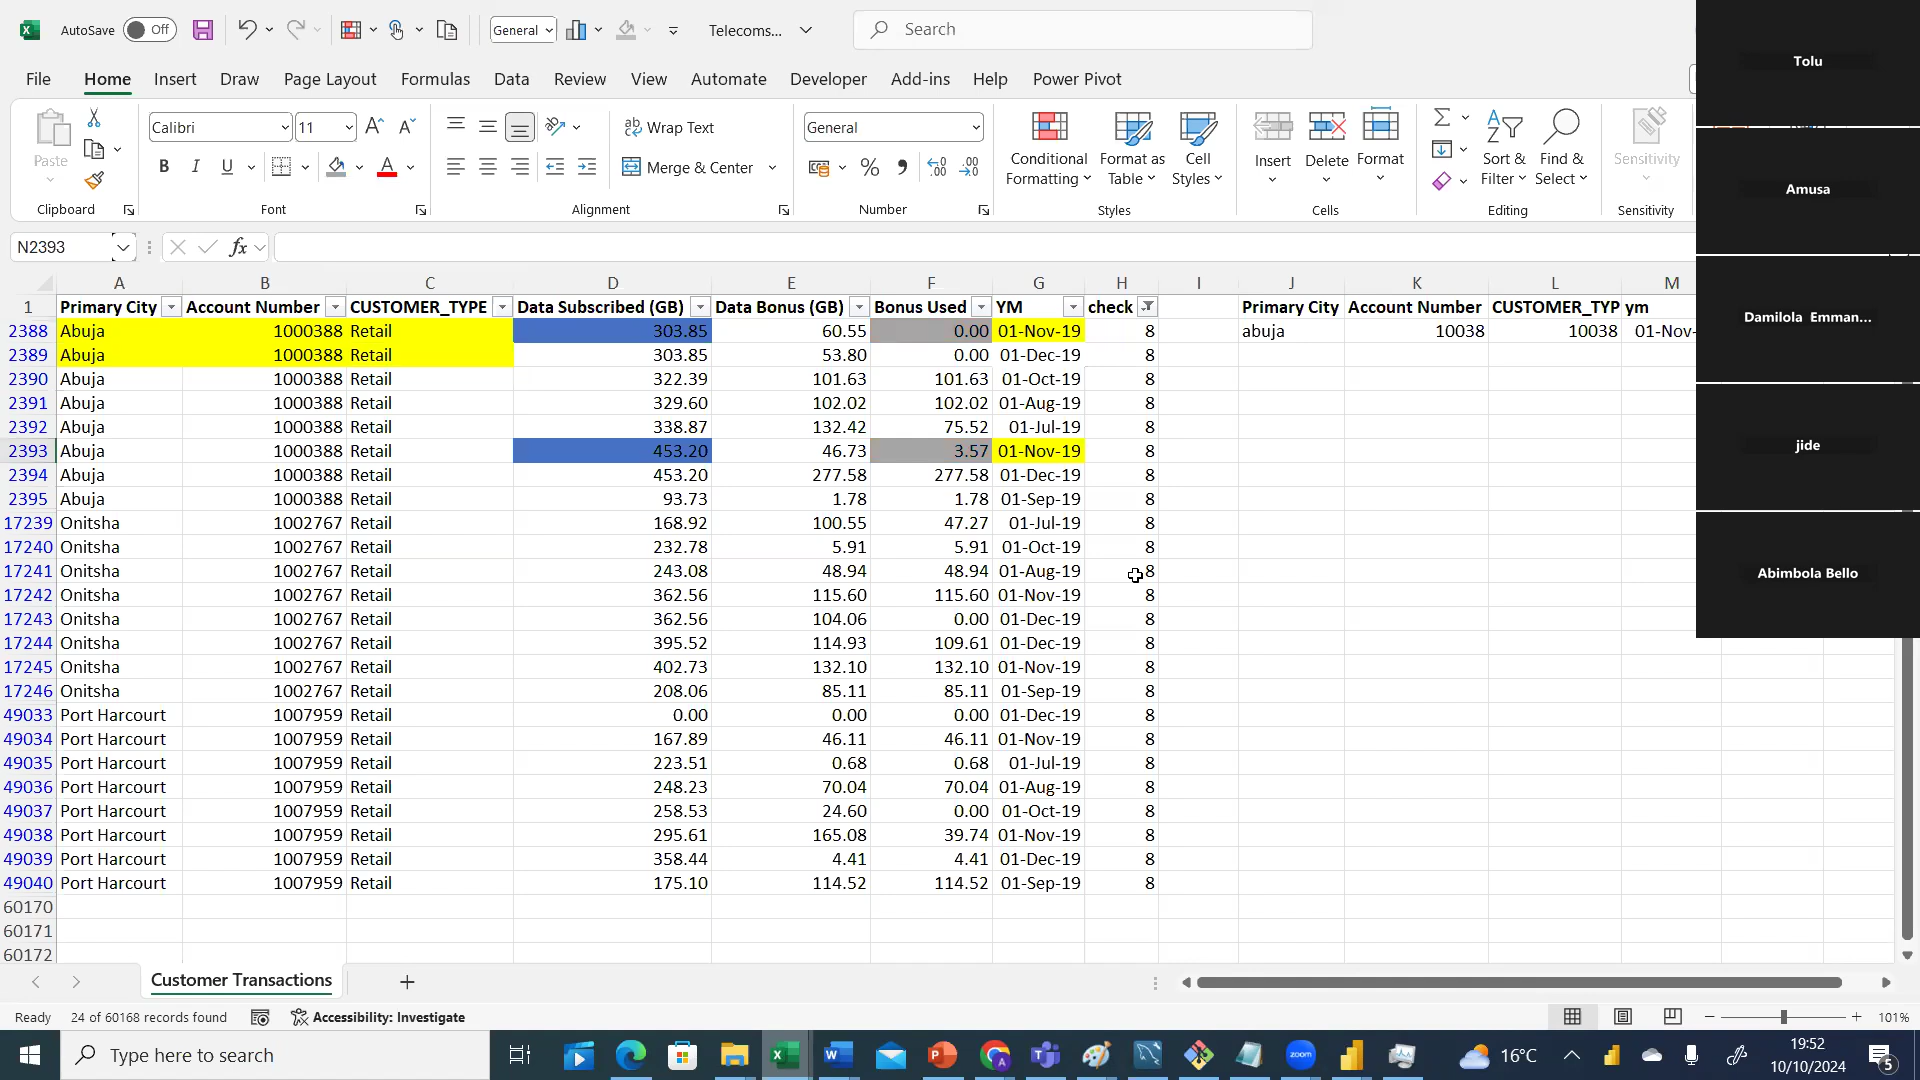 AutoSave Off General Telecoms... Search
File Home Insert Draw Page Layout Formulas Data Review View Automate Developer Add-ins Help Power Pivot
Paste Calibri 11 Wrap Text General Conditional Formatting Format as Table Cell Styles Insert Delete Format Sort & Filter Find & Select Sensitivity
B I U Merge & Center
Clipboard Font Alignment Number Styles Cells Editing Sensitivity
N2393 fx
A B C D E F G H I J K L M
1 Primary City Account Number CUSTOMER_TYPE Data Subscribed (GB) Data Bonus (GB) Bonus Used YM check Primary City Account Number CUSTOMER_TYP ym
2388 Abuja 1000388 Retail 303.85 60.55 0.00 01-Nov-19 8 abuja 10038 10038 01-Nov-
2389 Abuja 1000388 Retail 303.85 53.80 0.00 01-Dec-19 8
2390 Abuja 1000388 Retail 322.39 101.63 101.63 01-Oct-19 8
2391 Abuja 1000388 Retail 329.60 102.02 102.02 01-Aug-19 8
2392 Abuja 1000388 Retail 338.87 132.42 75.52 01-Jul-19 8
2393 Abuja 1000388 Retail 453.20 46.73 3.57 01-Nov-19 8
2394 Abuja 1000388 Retail 453.20 277.58 277.58 01-Dec-19 8
2395 Abuja 1000388 Retail 93.73 1.78 1.78 01-Sep-19 8
17239 Onitsha 1002767 Retail 168.92 100.55 47.27 01-Jul-19 8
17240 Onitsha 1002767 Retail 232.78 5.91 5.91 01-Oct-19 8
17241 Onitsha 1002767 Retail 243.08 48.94 48.94 01-Aug-19 8
17242 Onitsha 1002767 Retail 362.56 115.60 115.60 01-Nov-19 8
17243 Onitsha 1002767 Retail 362.56 104.06 0.00 01-Dec-19 8
17244 Onitsha 1002767 Retail 395.52 114.93 109.61 01-Dec-19 8
17245 Onitsha 1002767 Retail 402.73 132.10 132.10 01-Nov-19 8
17246 Onitsha 1002767 Retail 208.06 85.11 85.11 01-Sep-19 8
49033 Port Harcourt 1007959 Retail 0.00 0.00 0.00 01-Dec-19 8
49034 Port Harcourt 1007959 Retail 167.89 46.11 46.11 01-Nov-19 8
49035 Port Harcourt 1007959 Retail 223.51 0.68 0.68 01-Jul-19 8
49036 Port Harcourt 1007959 Retail 248.23 70.04 70.04 01-Aug-19 8
49037 Port Harcourt 1007959 Retail 258.53 24.60 0.00 01-Oct-19 8
49038 Port Harcourt 1007959 Retail 295.61 165.08 39.74 01-Nov-19 8
49039 Port Harcourt 1007959 Retail 358.44 4.41 4.41 01-Dec-19 8
49040 Port Harcourt 1007959 Retail 175.10 114.52 114.52 01-Sep-19 8
60170
60171
60172
Tolu
Amusa
Damilola Emman...
jide
Abimbola Bello
Customer Transactions
Ready 24 of 60168 records found Accessibility: Investigate 101%
Type here to search zoom 16°C 19:52
10/10/2024 5